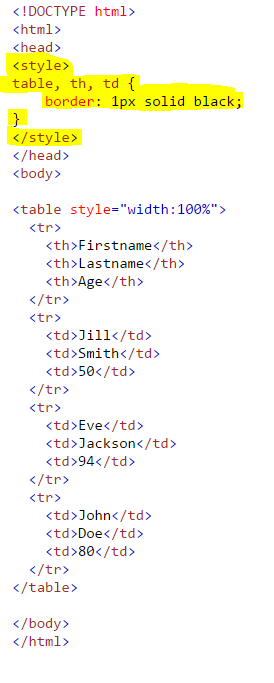 <!DOCTYPE html>
<html>
<head>
<style>
table, th, td {
    border: 1px solid black;
}
</style>
</head>
<body>

<table style="width:100%">
  <tr>
    <th>Firstname</th>
    <th>Lastname</th>
    <th>Age</th>
  </tr>
  <tr>
    <td>Jill</td>
    <td>Smith</td>
    <td>50</td>
  </tr>
  <tr>
    <td>Eve</td>
    <td>Jackson</td>
    <td>94</td>
  </tr>
  <tr>
    <td>John</td>
    <td>Doe</td>
    <td>80</td>
  </tr>
</table>

</body>
</html>